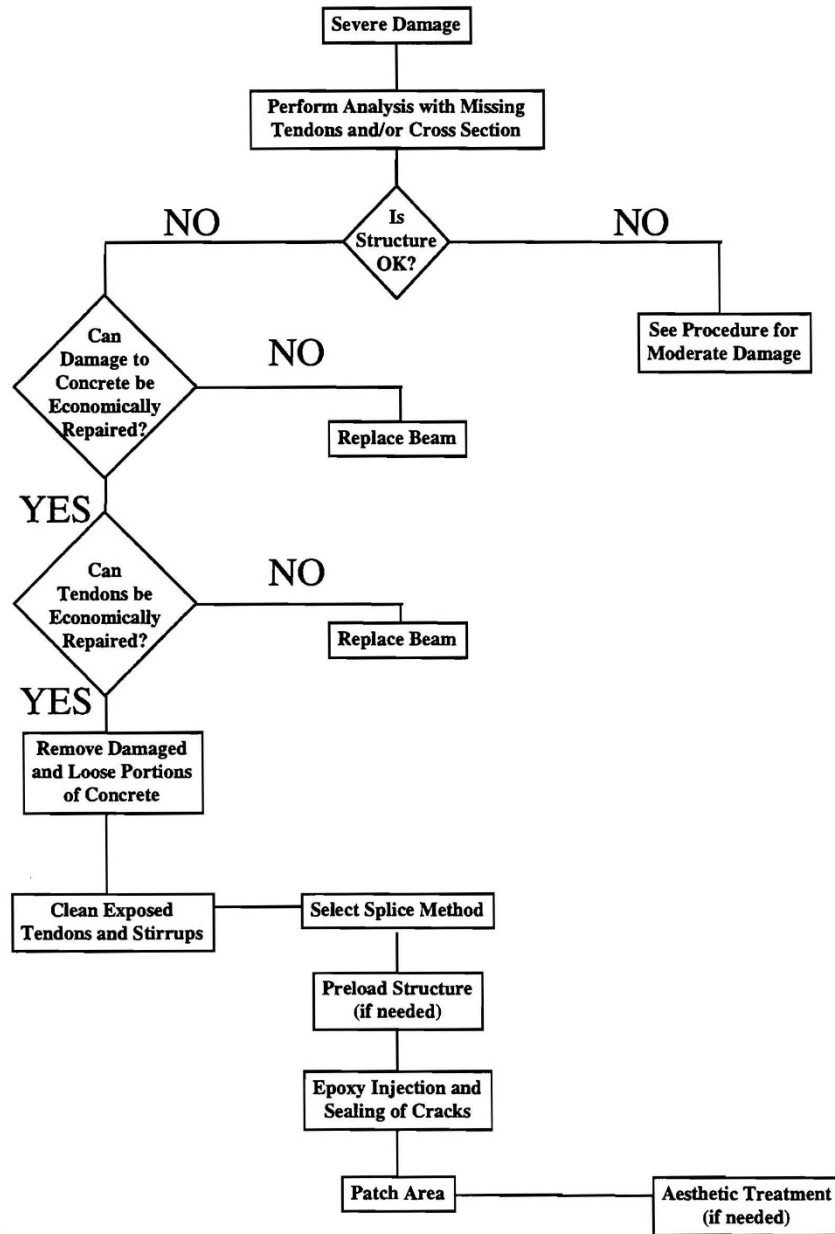 Severe Damage
Perform Analysis with Missing
Tendons and/or Cross Section
NO
Is
Structure
OK?
NO
See Procedure for
Moderate Damage
Can
Damage to
Concrete be
Economically
Repaired?
NO
Replace Beam
YES
Can
Tendons be
Economically
Repaired?
NO
Replace Beam
YES
Remove Damaged
and Loose Portions
of Concrete
Clean Exposed
Tendons and Stirrups
Select Splice Method
Preload Structure
(if needed)
Epoxy Injection and
Sealing of Cracks
Patch Area
Aesthetic Treatment
(if needed)